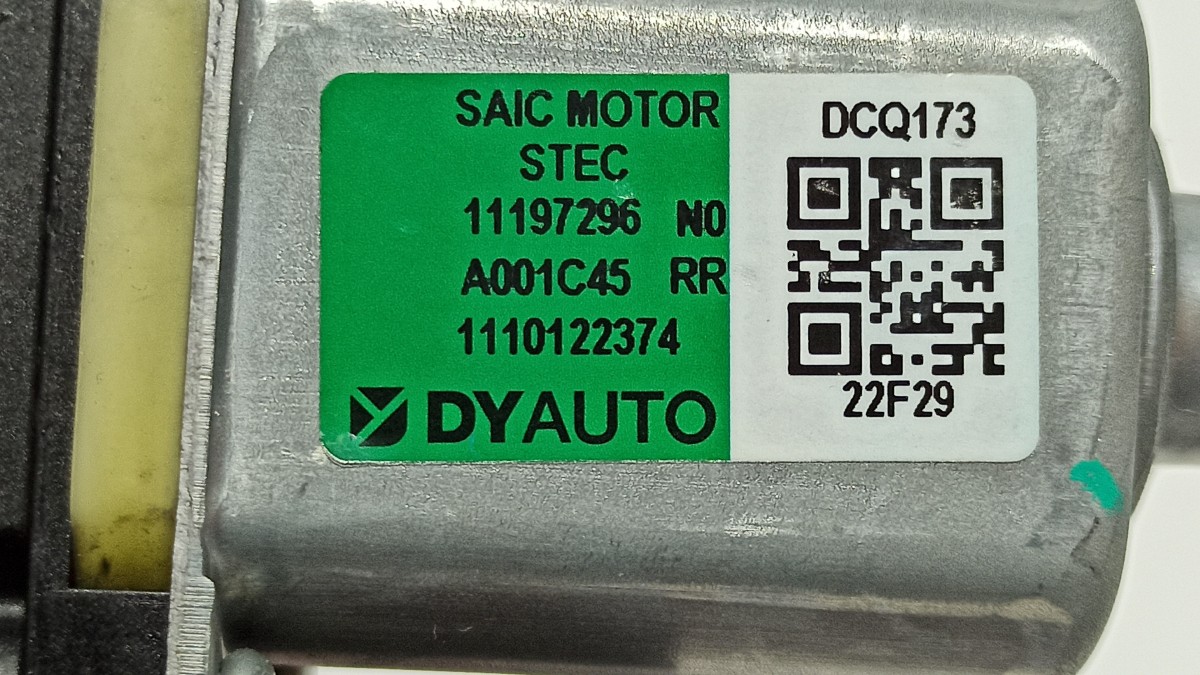 SAIC MOTOR
STEC
11197296 N0
A001C45 RR
1110122374
DYAUTO
DCQ173
22F29